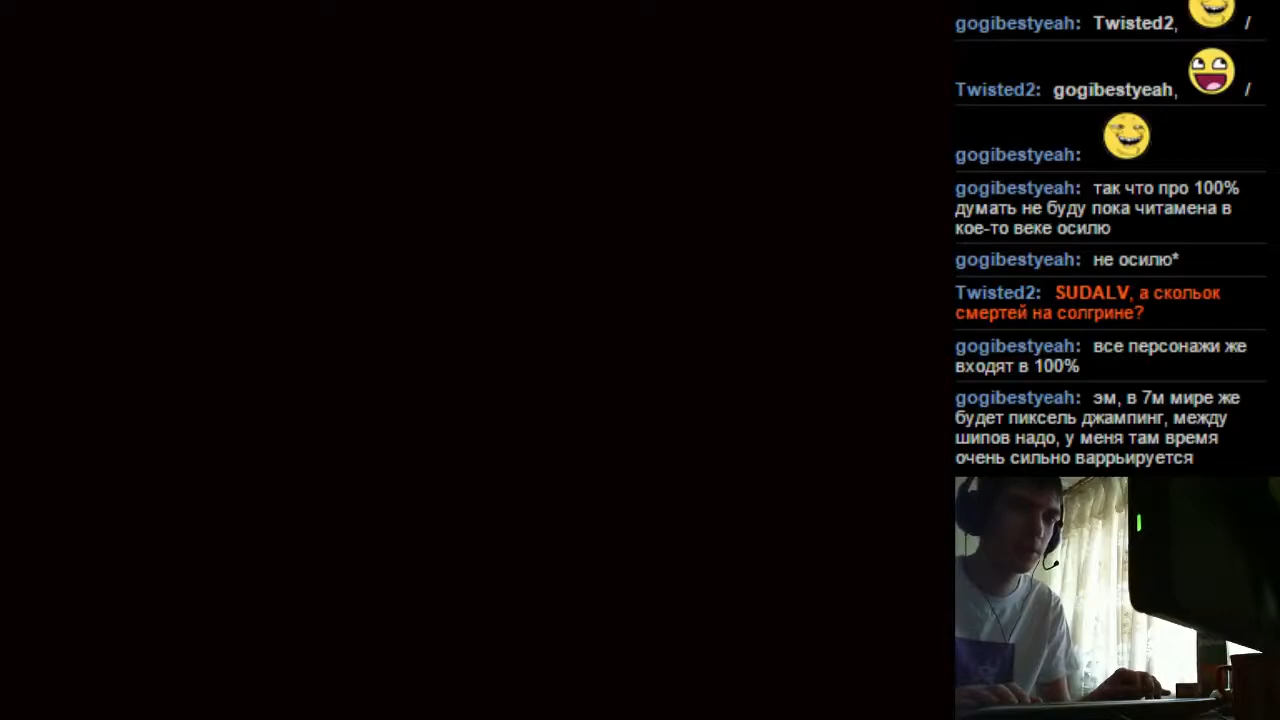 gogibestyeah: Twisted2, /
Twisted2: gogibestyeah, /
gogibestyeah:
gogibestyeah: так что про 100%
думать не буду пока читамена в
кое-то веке осилю
gogibestyeah: не осилю*
Twisted2: SUDALV, а скольок
смертей на солгрине?
gogibestyeah: все персонажи же
входят в 100%
gogibestyeah: эм, в 7м мире же
будет пиксель джампинг, между
шипов надо, у меня там время
очень сильно варрьируется